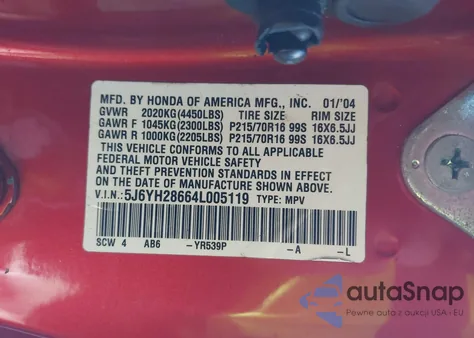 MFD. BY HONDA OF AMERICA MFG., INC. 01/'04
GVWR 2020KG(4450LBS) TIRE SIZE RIM SIZE
GAWR F 1045KG(2300LBS) P215/70R16 99S 16X6.5JJ
GAWR R 1000KG(2205LBS) P215/70R16 99S 16X6.5JJ
THIS VEHICLE CONFORMS TO ALL APPLICABLE
FEDERAL MOTOR VEHICLE SAFETY
AND THEFT PREVENTION STANDARDS IN
EFFECT ON THE DATE OF MANUFACTURE
SHOWN ABOVE.
V.I.N.: 5J6YH28664L005119 TYPE: MPV
SCW 4 AB6 -YR539P -A -L
autoSnap
Pewne auta z aukcji USA i EU